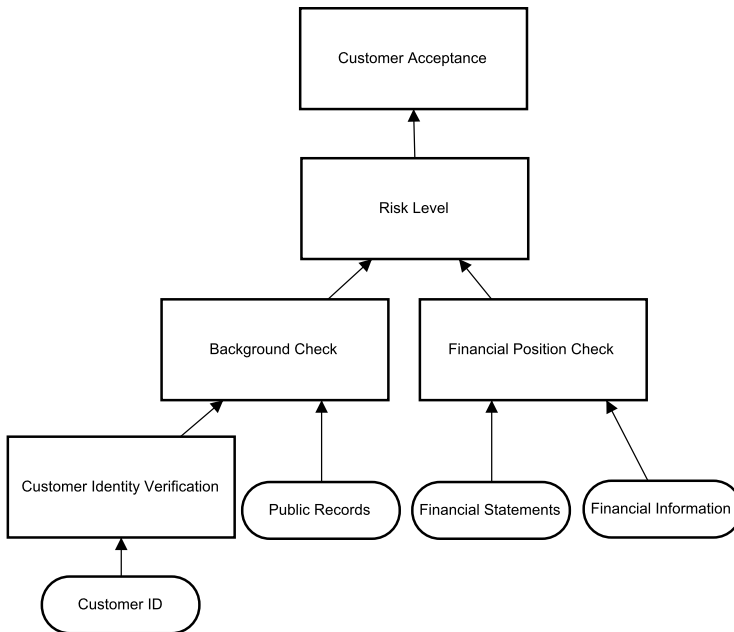 Customer Acceptance
Risk Level
Background Check
Financial Position Check
Customer Identity Verification
Public Records
Financial Statements
Financial Information
Customer ID